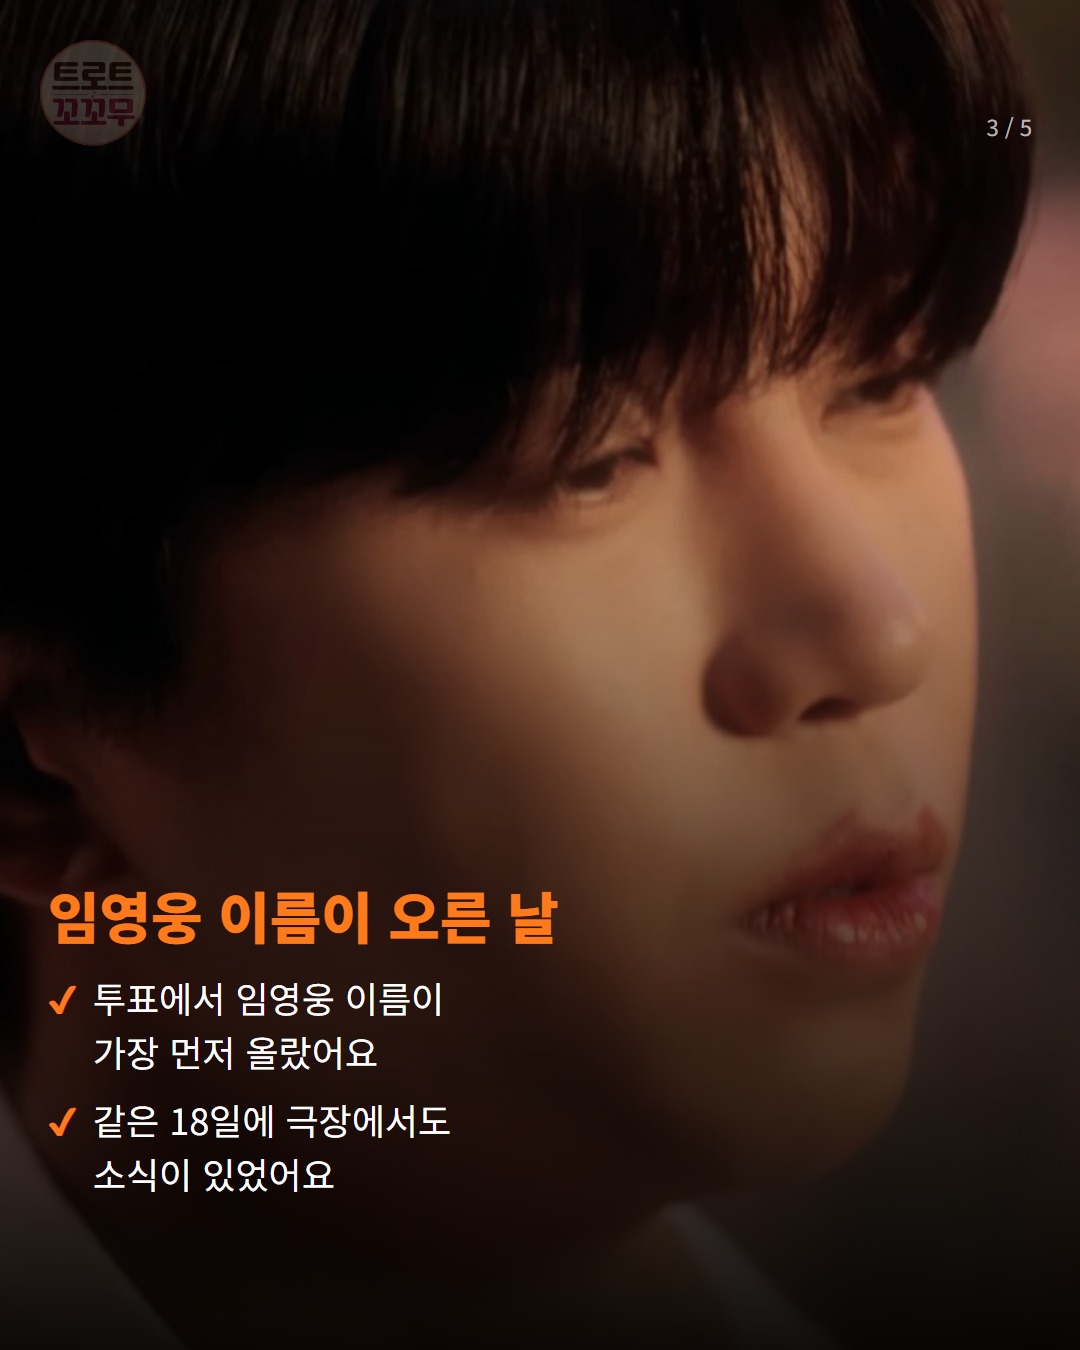 트로트
꼬꼬무
3 / 5
임영웅 이름이 오른 날
✔ 투표에서 임영웅 이름이
가장 먼저 올랐어요
✔ 같은 18일에 극장에서도
소식이 있었어요